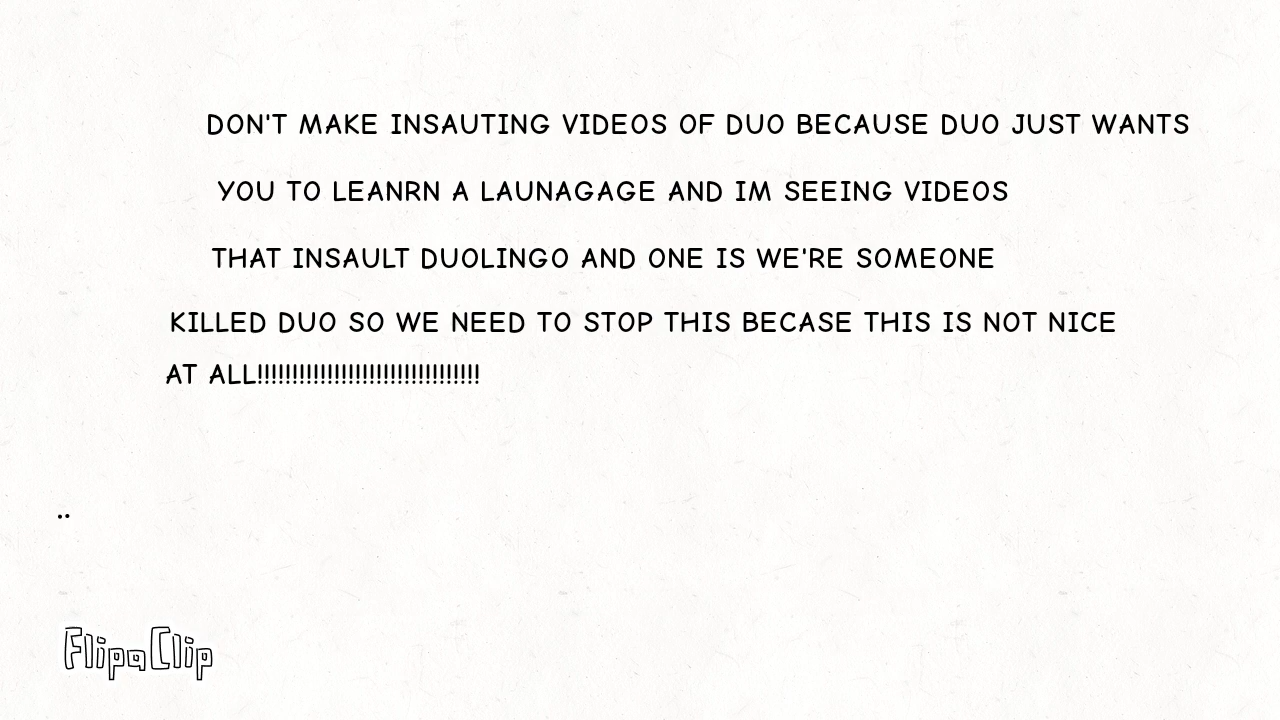 DON'T MAKE INSAUTING VIDEOS OF DUO BECAUSE DUO JUST WANTS
YOU TO LEANRN A LAUNAGAGE AND IM SEEING VIDEOS
THAT INSAULT DUOLINGO AND ONE IS WE'RE SOMEONE
KILLED DUO SO WE NEED TO STOP THIS BECASE THIS IS NOT NICE
AT ALL!!!!!!!!!!!!!!!!!!!!!!!!!!!!!!!!
..
FlipaClip